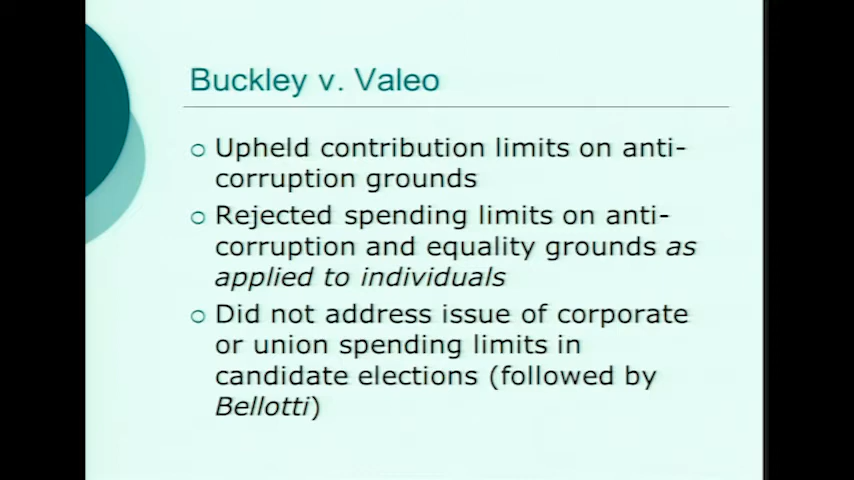 Buckley v. Valeo
Upheld contribution limits on anti-
corruption grounds
Rejected spending limits on anti-
corruption and equality grounds as
applied to individuals
Did not address issue of corporate
or union spending limits in
candidate elections (followed by
Bellotti)